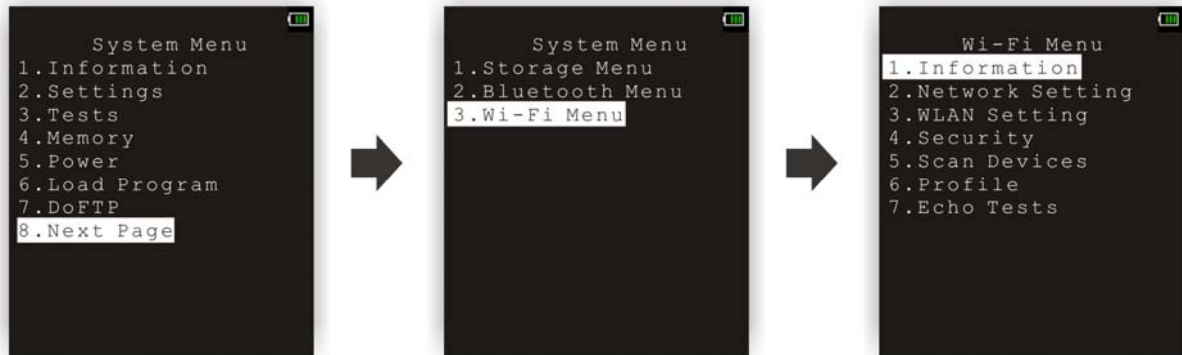 System Menu
1.Information
2.Settings
3.Tests
4.Memory
5.Power
6.Load Program
7.DoFTP
8.Next Page
System Menu
1.Storage Menu
2.Bluetooth Menu
3.Wi-Fi Menu
Wi-Fi Menu
1.Information
2.Network Setting
3.WLAN Setting
4.Security
5.Scan Devices
6.Profile
7.Echo Tests